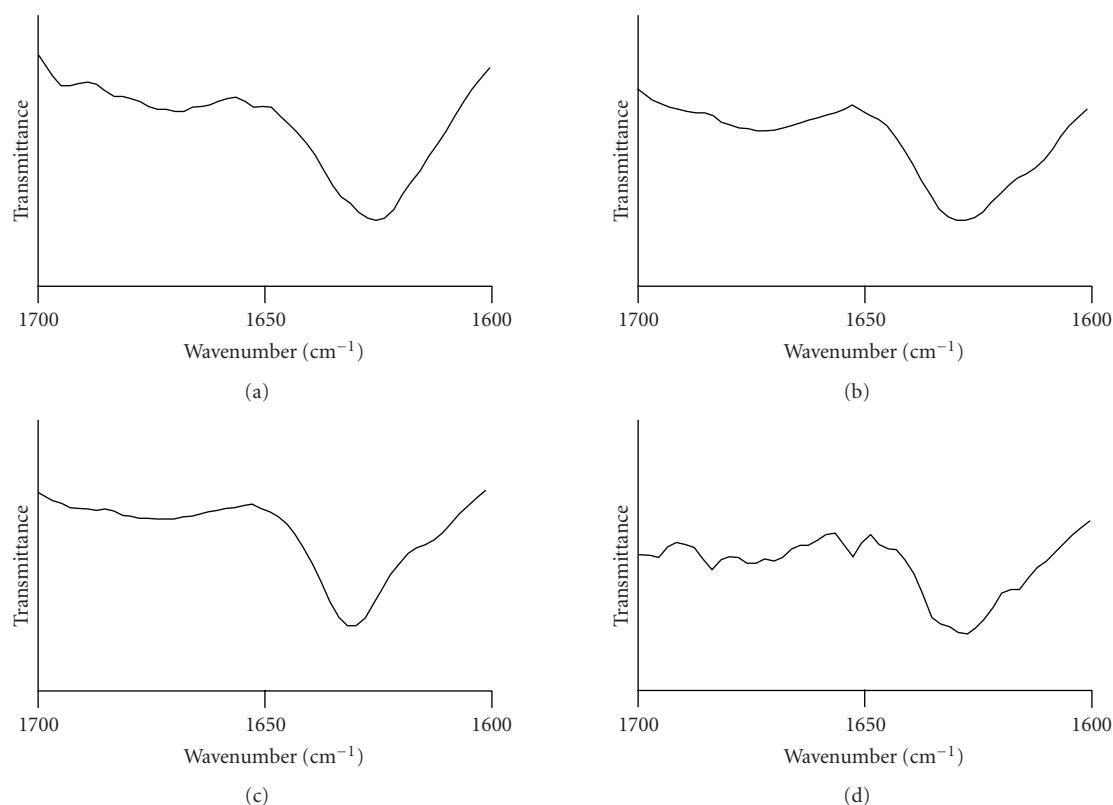 Transmittance
1700
1650
1600
Wavenumber (cm⁻¹)
(a)
Transmittance
1700
1650
1600
Wavenumber (cm⁻¹)
(b)
Transmittance
1700
1650
1600
Wavenumber (cm⁻¹)
(c)
Transmittance
1700
1650
1600
Wavenumber (cm⁻¹)
(d)